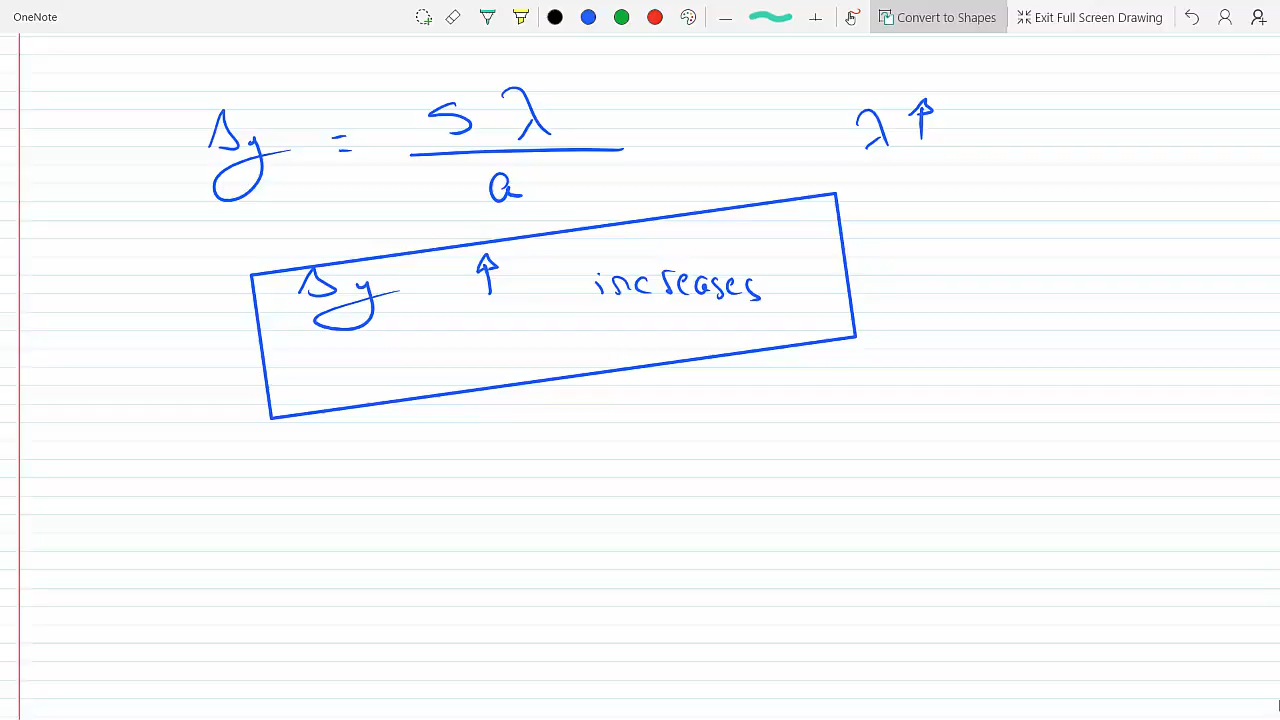 OneNote
Convert to Shapes
Exit Full Screen Drawing
Δy = sλ / a
λ ↑
Δy ↑ increases